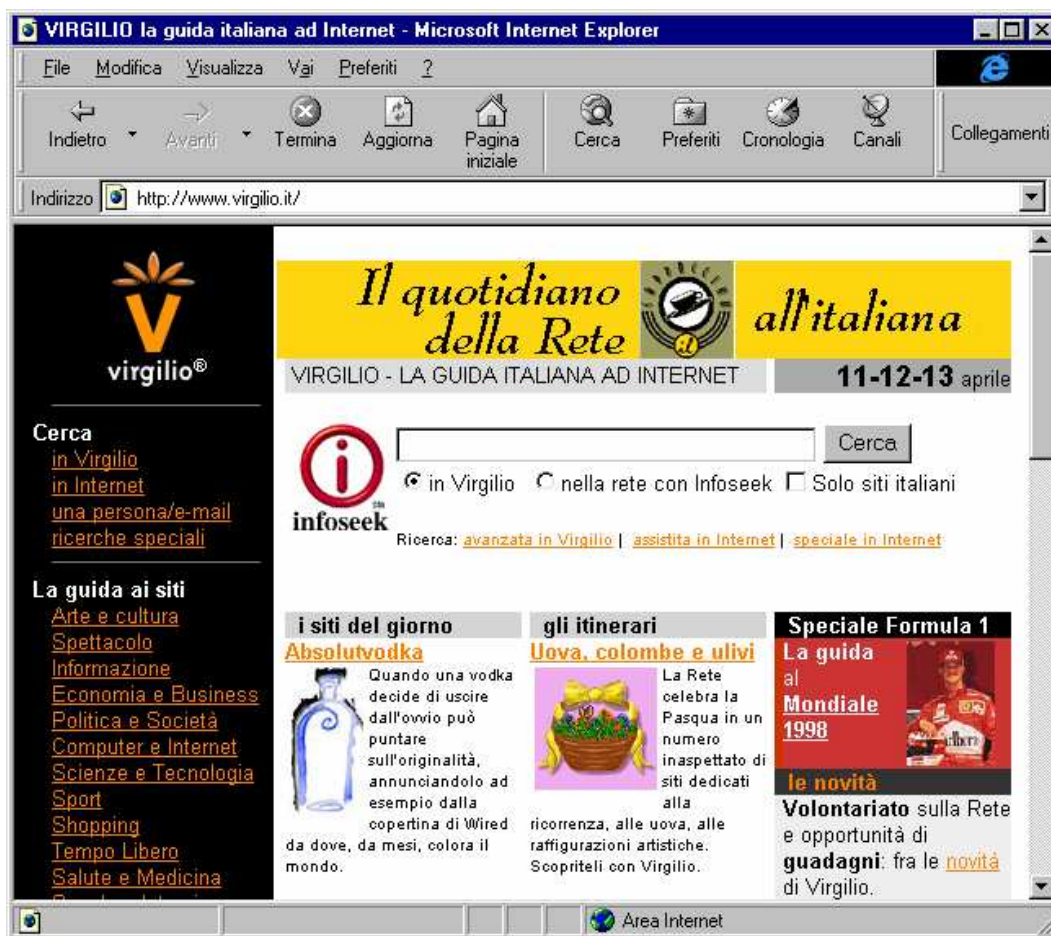 VIRGILIO la guida italiana ad Internet - Microsoft Internet Explorer
File Modifica Visualizza Vai Preferiti ?
Indietro Avanti Termina Aggiorna Pagina iniziale Cerca Preferiti Cronologia Canali Collegamenti
Indirizzo http://www.virgilio.it/
virgilio®
Cerca
in Virgilio
in Internet
una persona/e-mail
ricerche speciali
La guida ai siti
Arte e cultura
Spettacolo
Informazione
Economia e Business
Politica e Società
Computer e Internet
Scienze e Tecnologia
Sport
Shopping
Tempo Libero
Salute e Medicina
Il quotidiano
della Rete
il
all'italiana
VIRGILIO - LA GUIDA ITALIANA AD INTERNET 11-12-13 aprile
infoseek
Cerca
in Virgilio nella rete con Infoseek Solo siti italiani
Ricerca: avanzata in Virgilio | assistita in Internet | speciale in Internet
i siti del giorno
Absolutvodka
Quando una vodka
decide di uscire
dall'ovvio può
puntare
sull'originalità,
annunciandolo ad
esempio dalla
copertina di Wired
da dove, da mesi, colora il
mondo.
gli itinerari
Uova, colombe e ulivi
La Rete
celebra la
Pasqua in un
numero
inaspettato di
siti dedicati
alla
ricorrenza, alle uova, alle
raffigurazioni artistiche.
Scopriteli con Virgilio.
Speciale Formula 1
La guida
al
Mondiale
1998
le novità
Volontariato sulla Rete
e opportunità di
guadagni: fra le novità
di Virgilio.
Area Internet